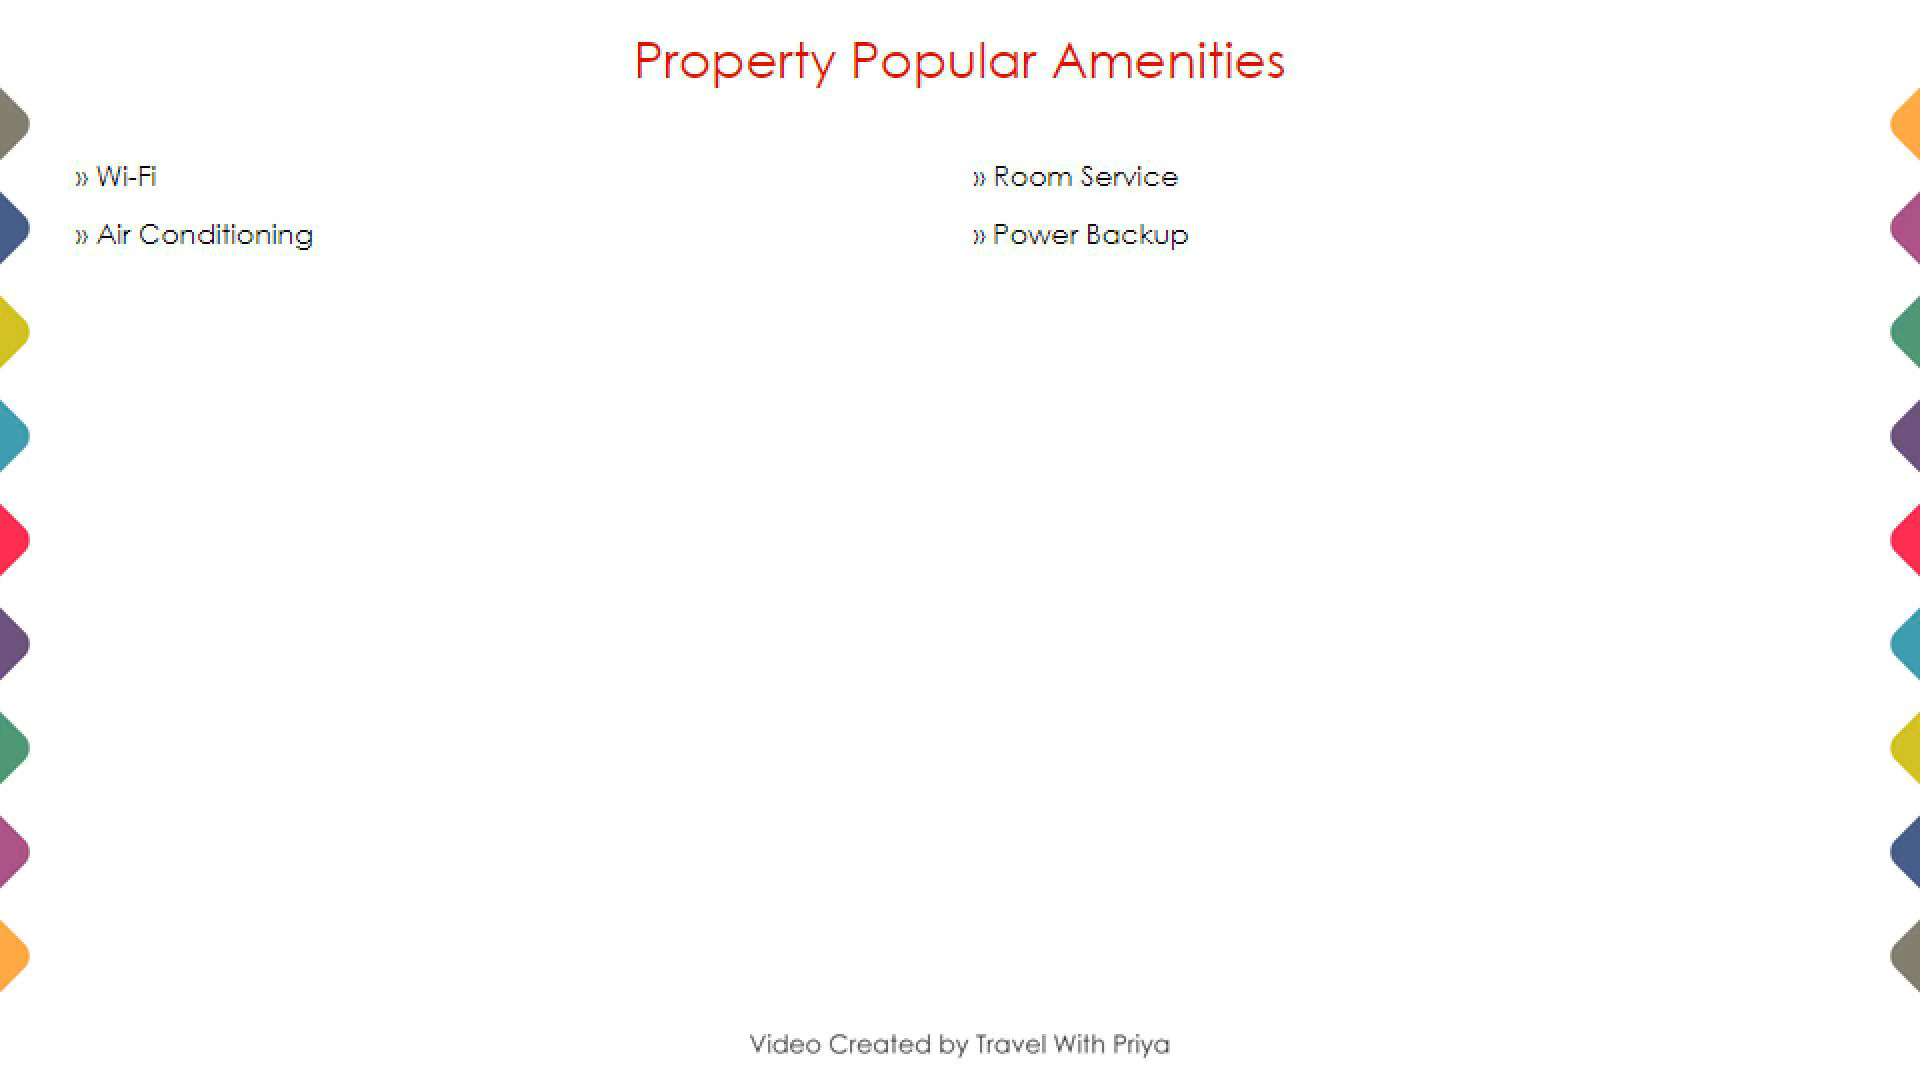 Property Popular Amenities
» Wi-Fi
» Room Service
» Air Conditioning
» Power Backup
Video Created by Travel With Priya